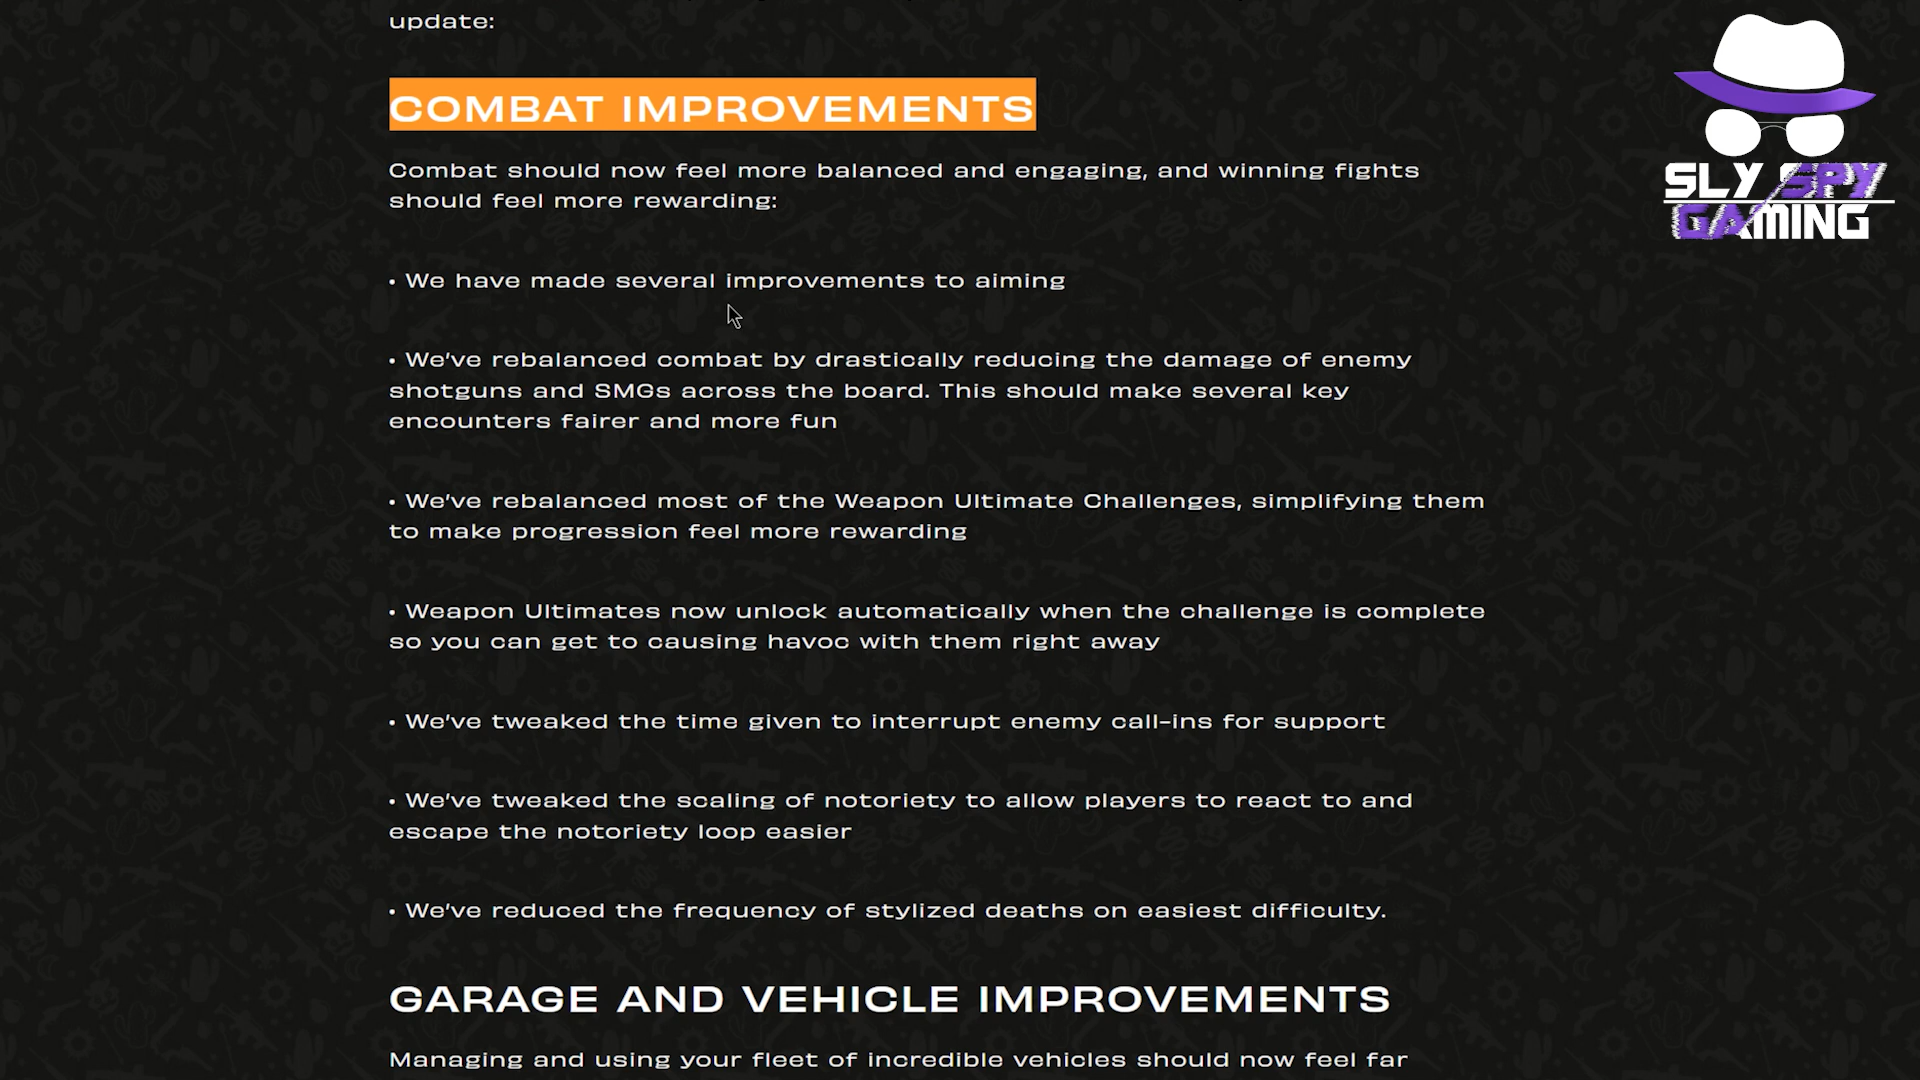 update:
COMBAT IMPROVEMENTS
Combat should now feel more balanced and engaging, and winning fights
should feel more rewarding:
• We have made several improvements to aiming
• We've rebalanced combat by drastically reducing the damage of enemy
shotguns and SMGs across the board. This should make several key
encounters fairer and more fun
• We've rebalanced most of the Weapon Ultimate Challenges, simplifying them
to make progression feel more rewarding
• Weapon Ultimates now unlock automatically when the challenge is complete
so you can get to causing havoc with them right away
• We've tweaked the time given to interrupt enemy call-ins for support
• We've tweaked the scaling of notoriety to allow players to react to and
escape the notoriety loop easier
• We've reduced the frequency of stylized deaths on easiest difficulty.
GARAGE AND VEHICLE IMPROVEMENTS
Managing and using your fleet of incredible vehicles should now feel far
SLY SPY
GAMING